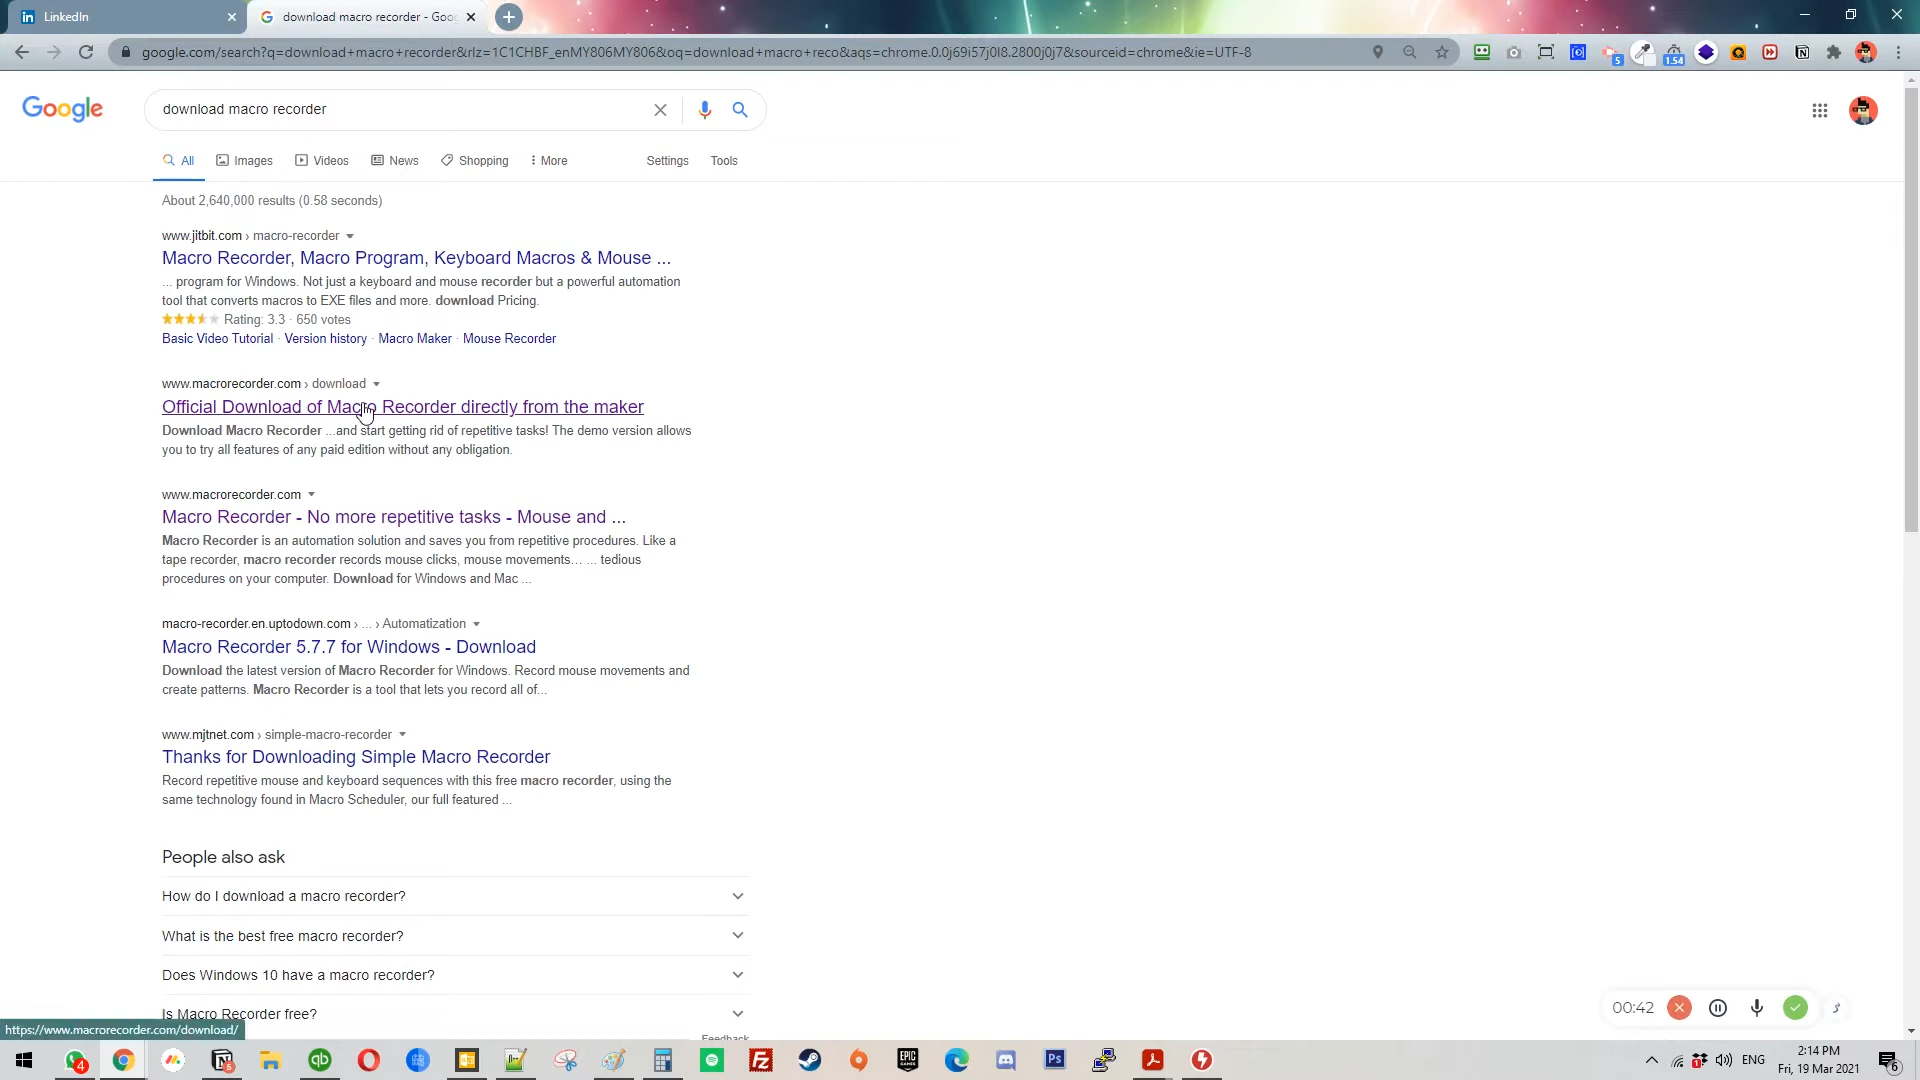 LinkedIn
download macro recorder - Goo
google.com/search?q=download+macro+recorder&rlz=1C1CHBF_enMY806MY806&oq=download+macro+reco&aqs=chrome.0.0j69i57j0l8.2800j0j7&sourceid=chrome&ie=UTF-8
5
1.54
Google
download macro recorder
All
Images
Videos
News
Shopping
More
Settings
Tools
About 2,640,000 results (0.58 seconds)
www.jitbit.com › macro-recorder
Macro Recorder, Macro Program, Keyboard Macros & Mouse ...
... program for Windows. Not just a keyboard and mouse recorder but a powerful automation
tool that converts macros to EXE files and more. download Pricing.
Rating: 3.3 · 650 votes
Basic Video Tutorial · Version history · Macro Maker · Mouse Recorder
www.macrorecorder.com › download
Official Download of Macro Recorder directly from the maker
Download Macro Recorder ...and start getting rid of repetitive tasks! The demo version allows
you to try all features of any paid edition without any obligation.
www.macrorecorder.com
Macro Recorder - No more repetitive tasks - Mouse and ...
Macro Recorder is an automation solution and saves you from repetitive procedures. Like a
tape recorder, macro recorder records mouse clicks, mouse movements… ... tedious
procedures on your computer. Download for Windows and Mac ...
macro-recorder.en.uptodown.com › ... › Automatization
Macro Recorder 5.7.7 for Windows - Download
Download the latest version of Macro Recorder for Windows. Record mouse movements and
create patterns. Macro Recorder is a tool that lets you record all of...
www.mjtnet.com › simple-macro-recorder
Thanks for Downloading Simple Macro Recorder
Record repetitive mouse and keyboard sequences with this free macro recorder, using the
same technology found in Macro Scheduler, our full featured ...
People also ask
How do I download a macro recorder?
What is the best free macro recorder?
Does Windows 10 have a macro recorder?
Is Macro Recorder free?
Feedback
00:42
https://www.macrorecorder.com/download/
4
qb
EPIC
GAMES
Ps
ENG
2:14 PM
Fri, 19 Mar 2021
6